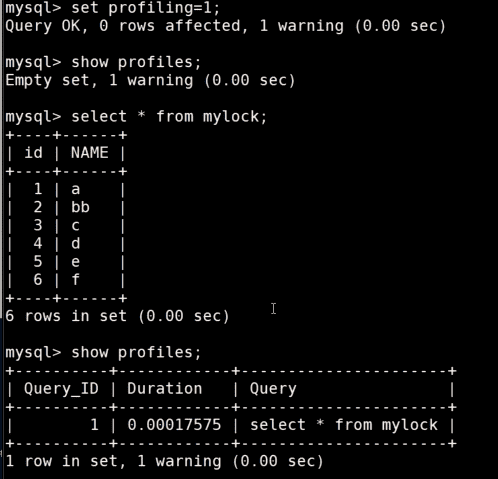 mysql> set profiling=1;
Query OK, 0 rows affected, 1 warning (0.00 sec)
mysql> show profiles;
Empty set, 1 warning (0.00 sec)
mysql> select * from mylock;
+----+------+
| id | NAME |
+----+------+
|  1 | a    |
|  2 | bb   |
|  3 | c    |
|  4 | d    |
|  5 | e    |
|  6 | f    |
+----+------+
6 rows in set (0.00 sec)
mysql> show profiles;
+----------+------------+----------------------+
| Query_ID | Duration   | Query                |
+----------+------------+----------------------+
|        1 | 0.00017575 | select * from mylock |
+----------+------------+----------------------+
1 row in set, 1 warning (0.00 sec)